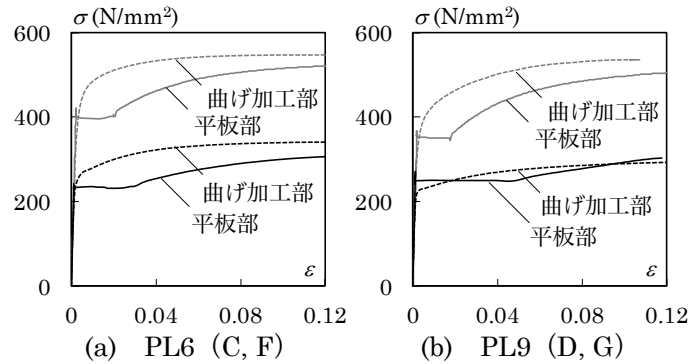 σ (N/mm²)
600
400
200
0
曲げ加工部
平板部
曲げ加工部
平板部
ε
0 0.04 0.08 0.12
(a) PL6 (C, F)
σ (N/mm²)
600
400
200
0
曲げ加工部
平板部
曲げ加工部
平板部
ε
0 0.04 0.08 0.12
(b) PL9 (D, G)